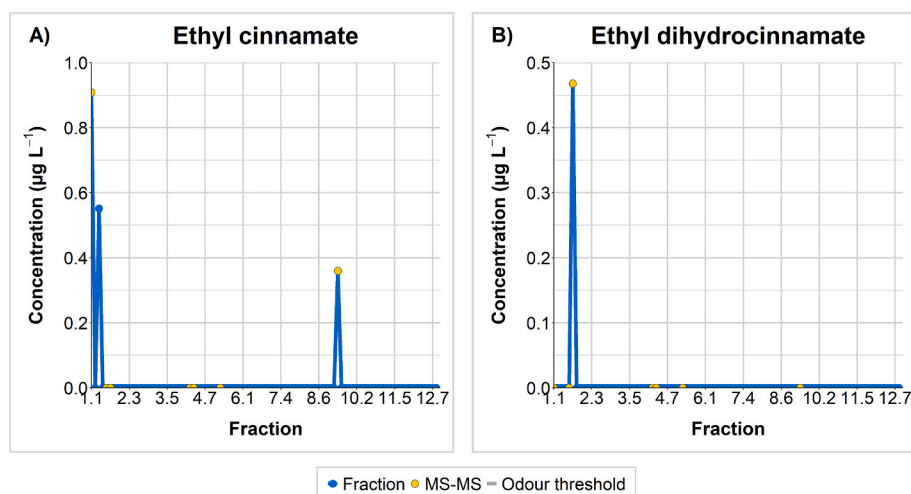 A) Ethyl cinnamate
Concentration (µg L⁻¹)
1.0
0.8
0.6
0.4
0.2
0.0
1.1 2.3 3.5 4.7 6.1 7.4 8.6 10.2 11.5 12.7
Fraction
B) Ethyl dihydrocinnamate
Concentration (µg L⁻¹)
0.5
0.4
0.3
0.2
0.1
0.0
1.1 2.3 3.5 4.7 6.1 7.4 8.6 10.2 11.5 12.7
Fraction
Fraction MS-MS Odour threshold